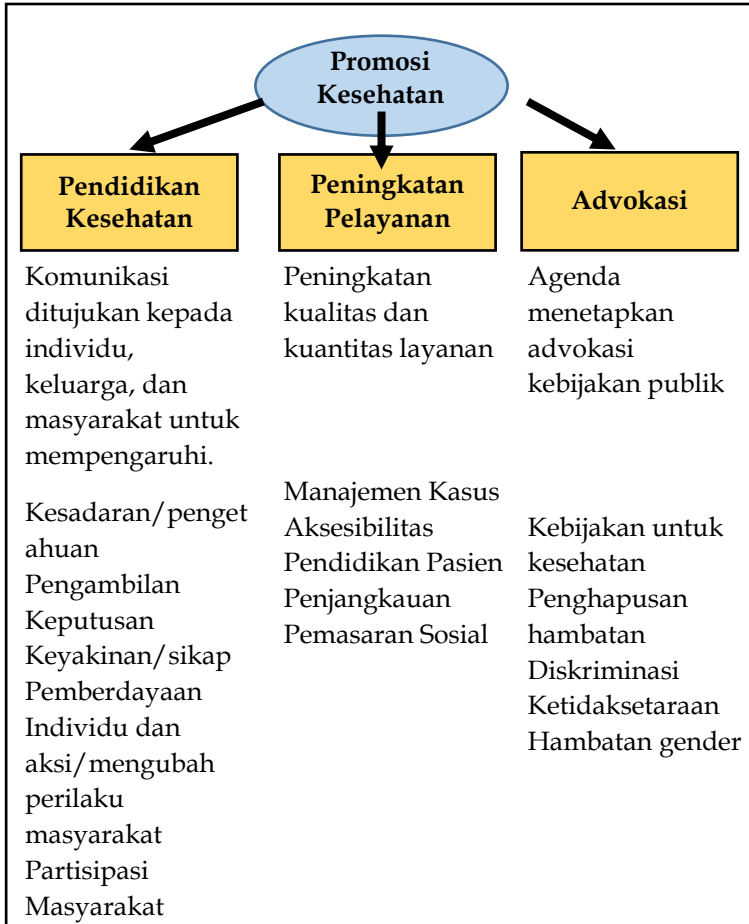 Promosi
Kesehatan
Pendidikan
Kesehatan
Komunikasi
ditujukan kepada
individu,
keluarga, dan
masyarakat untuk
mempengaruhi.
Kesadaran/penget
ahuan
Pengambilan
Keputusan
Keyakinan/sikap
Pemberdayaan
Individu dan
aksi/mengubah
perilaku
masyarakat
Partisipasi
Masyarakat
Peningkatan
Pelayanan
Peningkatan
kualitas dan
kuantitas layanan
Manajemen Kasus
Aksesibilitas
Pendidikan Pasien
Penjangkauan
Pemasaran Sosial
Advokasi
Agenda
menetapkan
advokasi
kebijakan publik
Kebijakan untuk
kesehatan
Penghapusan
hambatan
Diskriminasi
Ketidaksetaraan
Hambatan gender